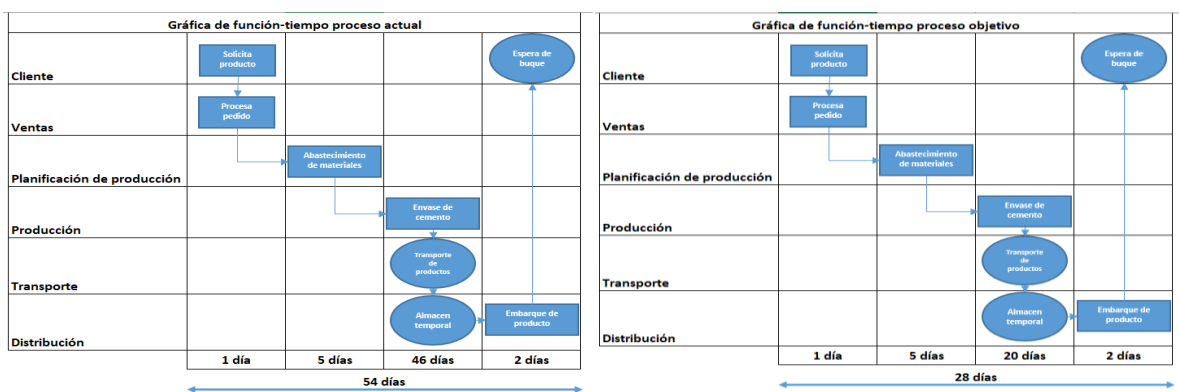 Gráfica de función-tiempo proceso actual
Solicita
producto
Espera de
buque
Cliente
Procesa
pedido
Ventas
Abastecimiento
de materiales
Planificación de producción
Envase de
cemento
Producción
Transporte
de
productos
Transporte
Almacen
temporal
Embarque de
producto
Distribución
1 día
5 días
46 días
2 días
54 días
Gráfica de función-tiempo proceso objetivo
Solicita
producto
Espera de
buque
Cliente
Procesa
pedido
Ventas
Abastecimiento
de materiales
Planificación de producción
Envase de
cemento
Producción
Transporte
de
productos
Transporte
Almacen
temporal
Embarque de
producto
Distribución
1 día
5 días
20 días
2 días
28 días